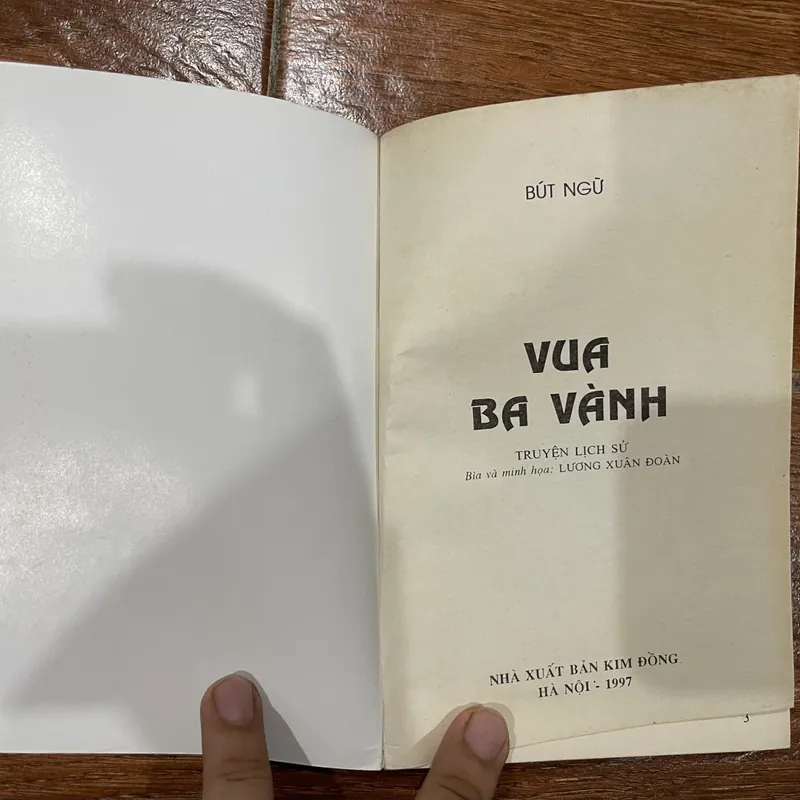 BÚT NGỮ
VUA
BA VÀNH
TRUYỆN LỊCH SỬ
Bìa và minh họa: LƯƠNG XUÂN ĐOÀN
NHÀ XUẤT BẢN KIM ĐỒNG
HÀ NỘI - 1997
3